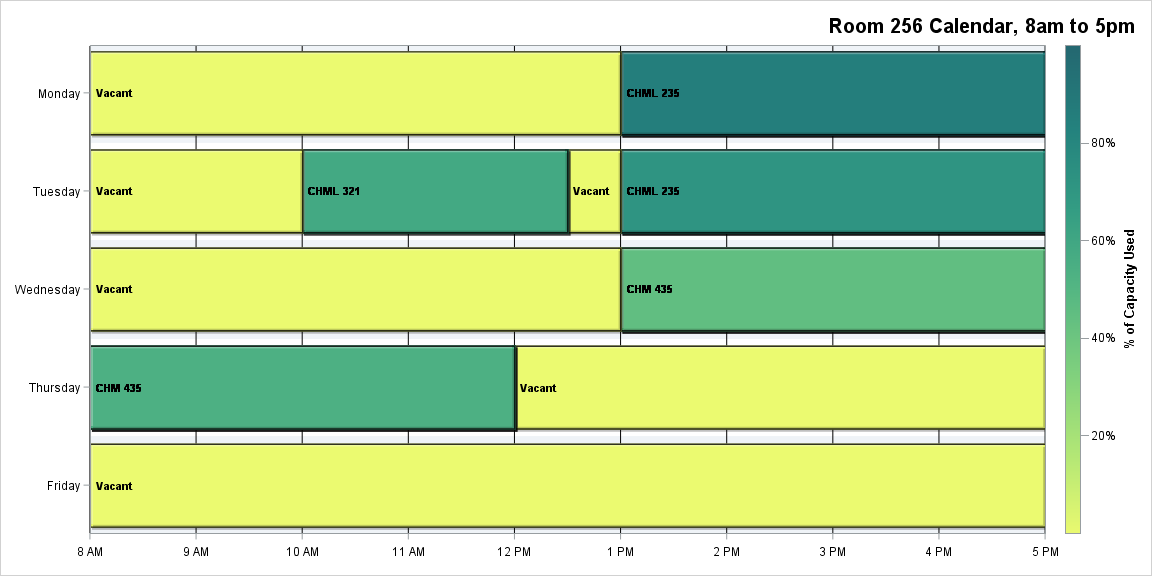 Room 256 Calendar, 8am to 5pm
Monday
Vacant
CHML 235
Tuesday
Vacant
CHML 321
Vacant
CHML 235
Wednesday
Vacant
CHM 435
Thursday
CHM 435
Vacant
Friday
Vacant
8 AM
9 AM
10 AM
11 AM
12 PM
1 PM
2 PM
3 PM
4 PM
5 PM
80%
60%
40%
20%
% of Capacity Used